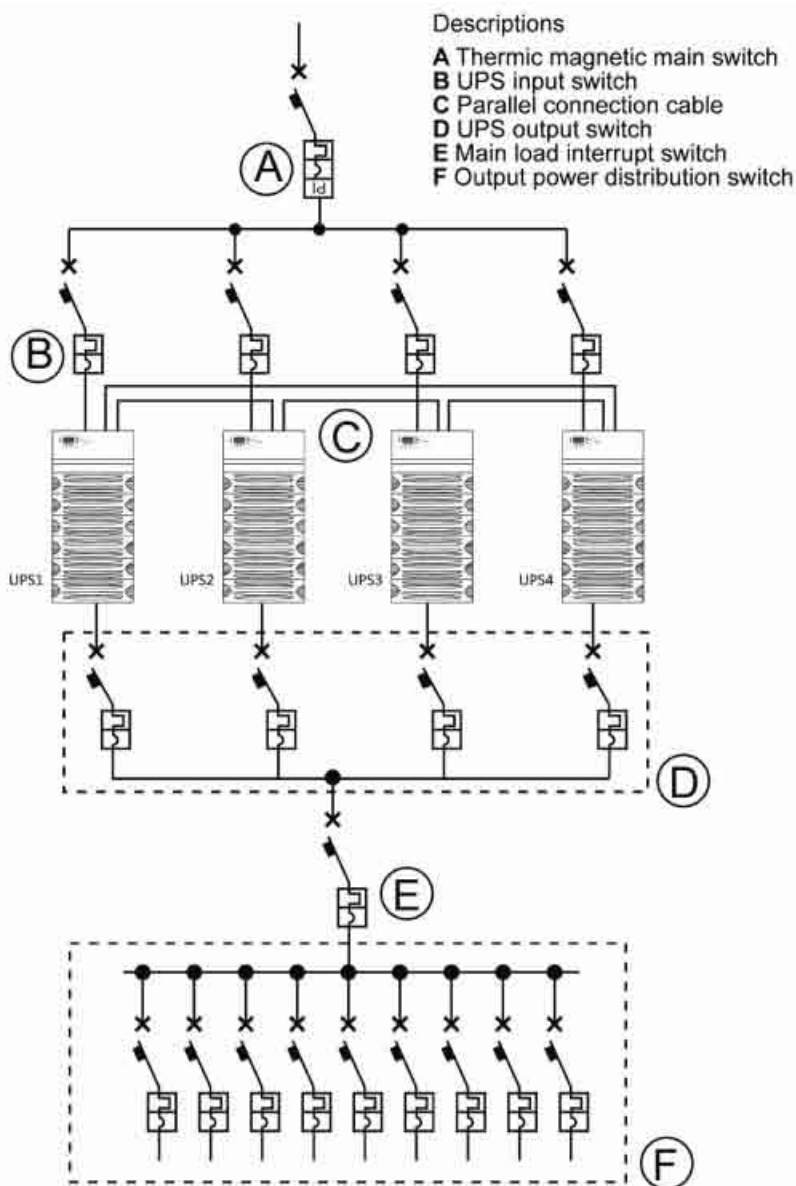 Descriptions
A Thermic magnetic main switch
B UPS input switch
C Parallel connection cable
D UPS output switch
E Main load interrupt switch
F Output power distribution switch
A
B
C
UPS1
UPS2
UPS3
UPS4
D
E
F